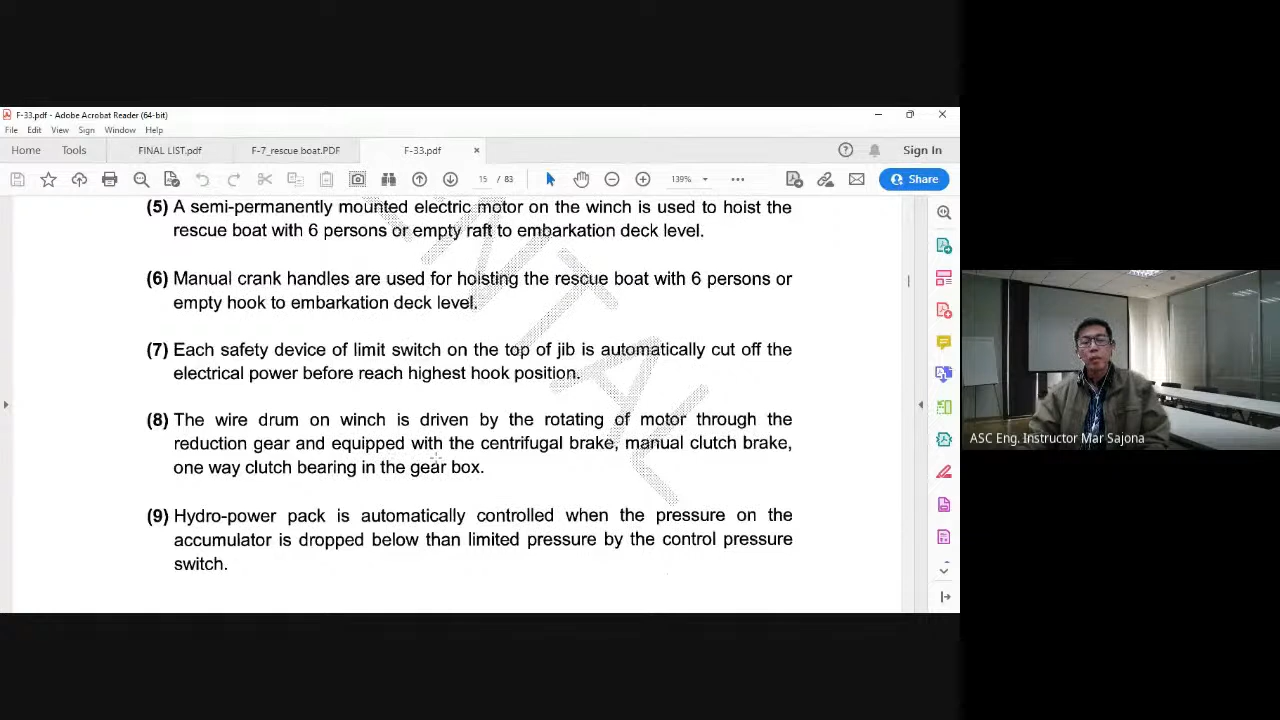 F-33.pdf - Adobe Acrobat Reader (64-bit)
File Edit View Sign Window Help
Home Tools FINAL LIST.pdf F-7_rescue boat.PDF F-33.pdf × Sign In
15 / 83 139% Share
(5) A semi-permanently mounted electric motor on the winch is used to hoist the
rescue boat with 6 persons or empty raft to embarkation deck level.
(6) Manual crank handles are used for hoisting the rescue boat with 6 persons or
empty hook to embarkation deck level.
(7) Each safety device of limit switch on the top of jib is automatically cut off the
electrical power before reach highest hook position.
(8) The wire drum on winch is driven by the rotating of motor through the
reduction gear and equipped with the centrifugal brake, manual clutch brake,
one way clutch bearing in the gear box.
(9) Hydro-power pack is automatically controlled when the pressure on the
accumulator is dropped below than limited pressure by the control pressure
switch.
ASC Eng. Instructor Mar Sajona